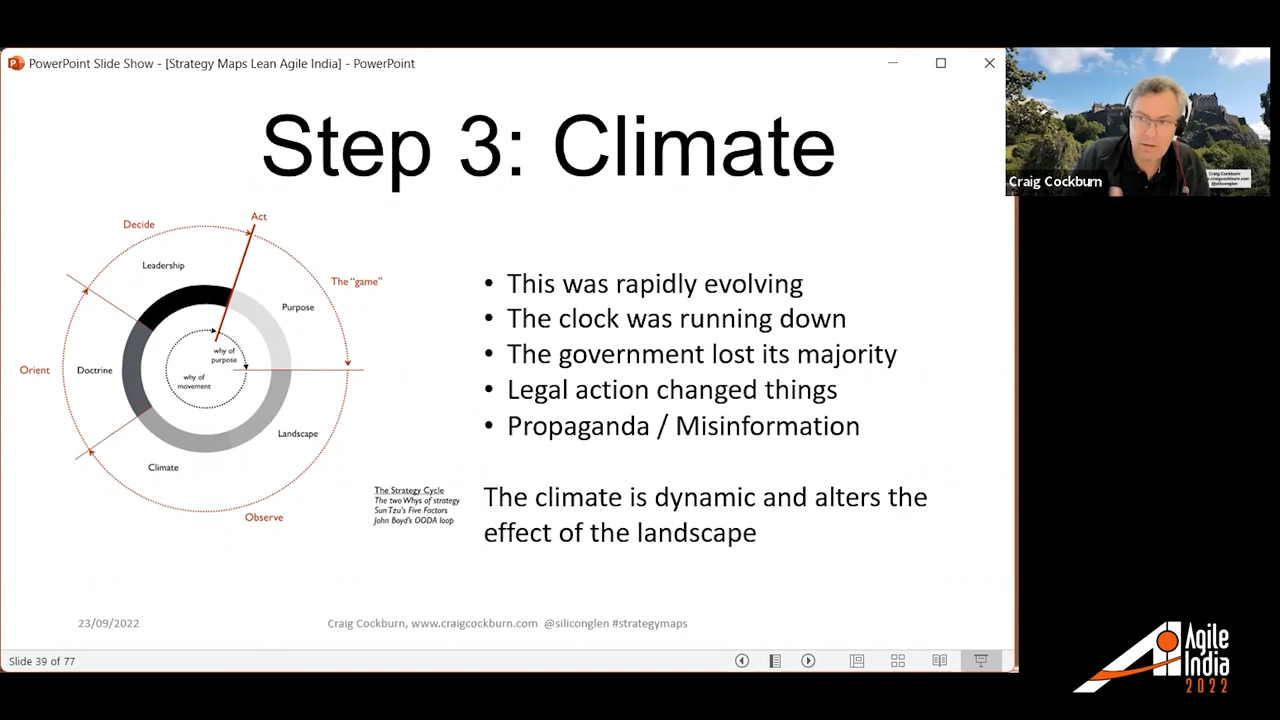 PowerPoint Slide Show - [Strategy Maps Lean Agile India] - PowerPoint
Step 3: Climate
Decide
Act
Leadership
The "game"
Purpose
why of
purpose
Orient
Doctrine
why of
movement
Landscape
Climate
Observe
The Strategy Cycle
The two Whys of strategy
Sun Tzu's Five Factors
John Boyd's OODA loop
• This was rapidly evolving
• The clock was running down
• The government lost its majority
• Legal action changed things
• Propaganda / Misinformation
The climate is dynamic and alters the
effect of the landscape
23/09/2022
Craig Cockburn, www.craigcockburn.com @siliconglen #strategymaps
Slide 39 of 77
Craig Cockburn
Craig Cockburn
@siliconglen
Agile
India
2022